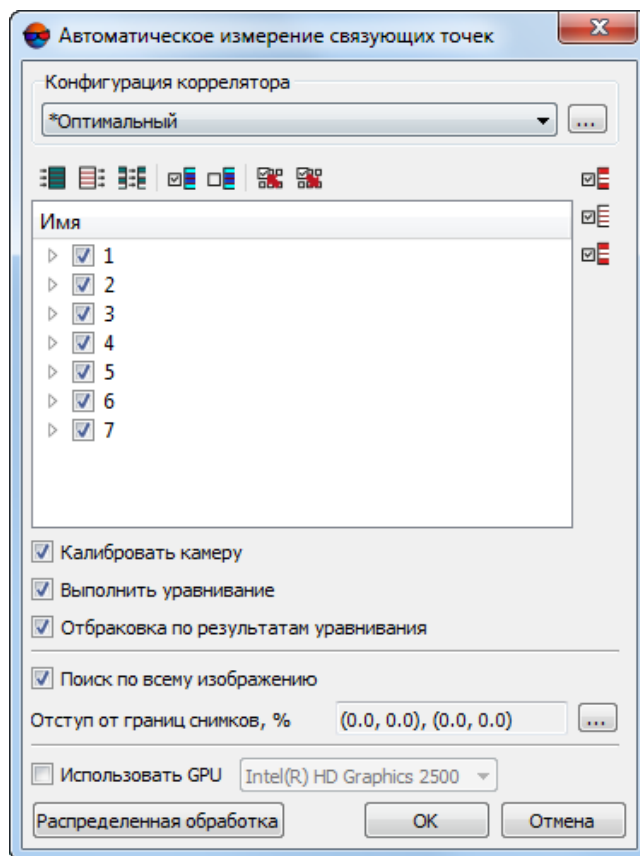 Автоматическое измерение связующих точек
Конфигурация коррелятора
*Оптимальный
...
Имя
1
2
3
4
5
6
7
Калибровать камеру
Выполнить уравнивание
Отбраковка по результатам уравнивания
Поиск по всему изображению
Отступ от границ снимков, % (0.0, 0.0), (0.0, 0.0) ...
Использовать GPU Intel(R) HD Graphics 2500
Распределенная обработка OK Отмена